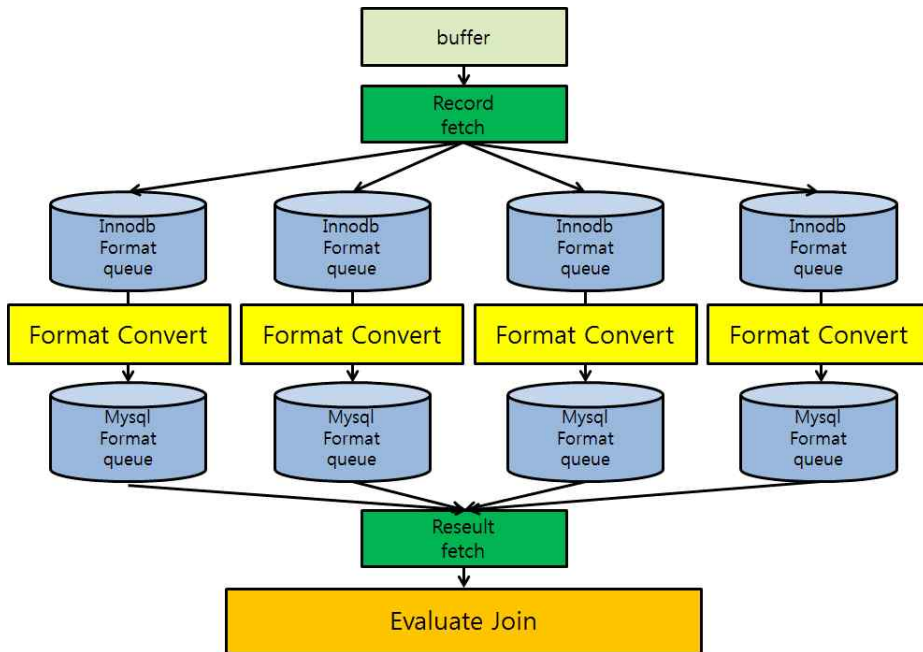 buffer
Record
fetch
Innodb
Format
queue
Innodb
Format
queue
Innodb
Format
queue
Innodb
Format
queue
Format Convert
Format Convert
Format Convert
Format Convert
Mysql
Format
queue
Mysql
Format
queue
Mysql
Format
queue
Mysql
Format
queue
Reseult
fetch
Evaluate Join